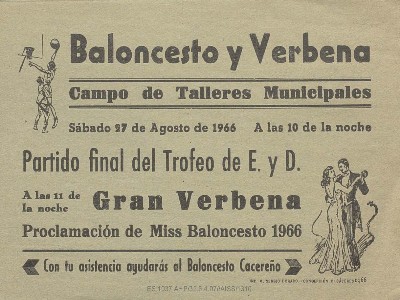 Baloncesto y Verbena
Campo de Talleres Municipales
Sábado 27 de Agosto de 1966 A las 10 de la noche
Partido final del Trofeo de E. y D.
A las 11 de
la noche
Gran Verbena
Proclamación de Miss Baloncesto 1966
Con tu asistencia ayudarás al Baloncesto Cacereño